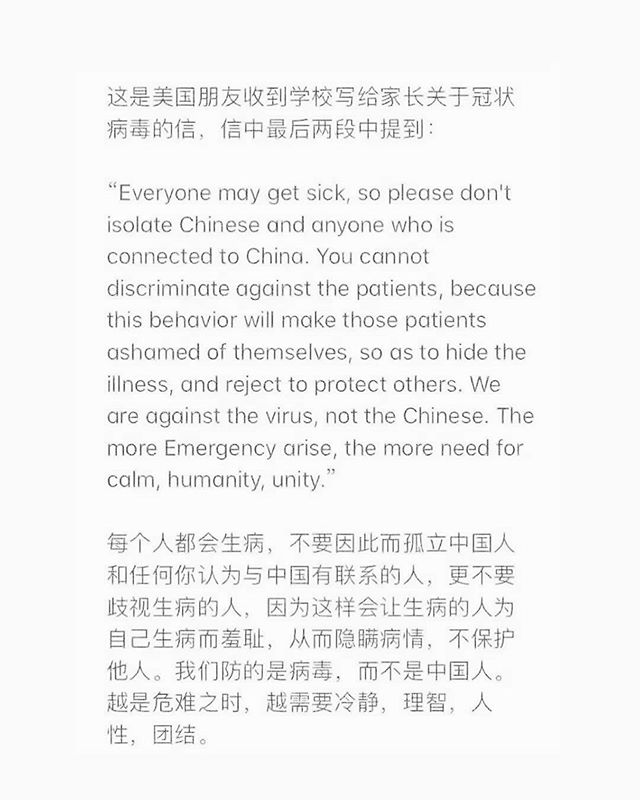 这是美国朋友收到学校写给家长关于冠状
病毒的信，信中最后两段中提到：
“Everyone may get sick, so please don't
isolate Chinese and anyone who is
connected to China. You cannot
discriminate against the patients, because
this behavior will make those patients
ashamed of themselves, so as to hide the
illness, and reject to protect others. We
are against the virus, not the Chinese. The
more Emergency arise, the more need for
calm, humanity, unity.”
每个人都会生病，不要因此而孤立中国人
和任何你认为与中国有联系的人，更不要
歧视生病的人，因为这样会让生病的人为
自己生病而羞耻，从而隐瞒病情，不保护
他人。我们防的是病毒，而不是中国人。
越是危难之时，越需要冷静，理智，人
性，团结。